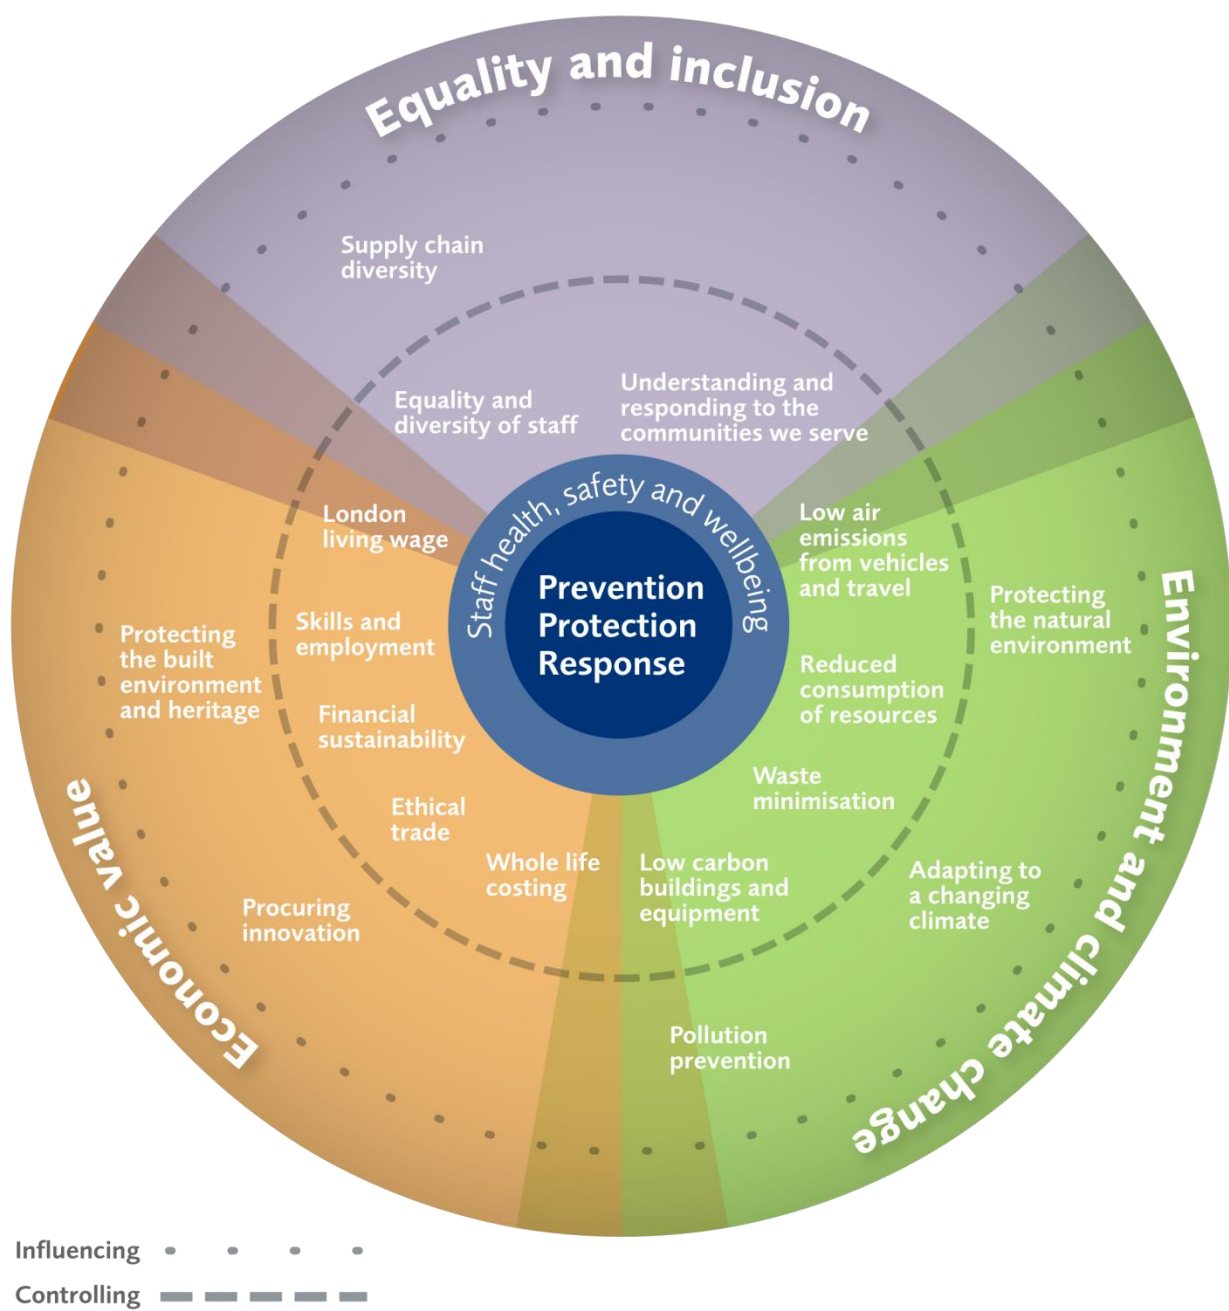 Equality and inclusion
Supply chain
diversity
Equality and
diversity of staff
Understanding and
responding to the
communities we serve
Staff health, safety and wellbeing
Prevention
Protection
Response
London
living wage
Skills and
employment
Protecting
the built
environment
and heritage
Financial
sustainability
Ethical
trade
Whole life
costing
Procuring
innovation
Economic value
Low air
emissions
from vehicles
and travel
Protecting
the natural
environment
Reduced
consumption
of resources
Waste
minimisation
Low carbon
buildings and
equipment
Adapting to
a changing
climate
Pollution
prevention
Environment and climate change
Influencing
Controlling